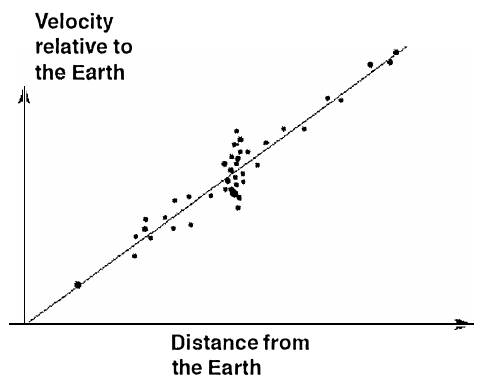 Velocity
relative to
the Earth
Distance from
the Earth